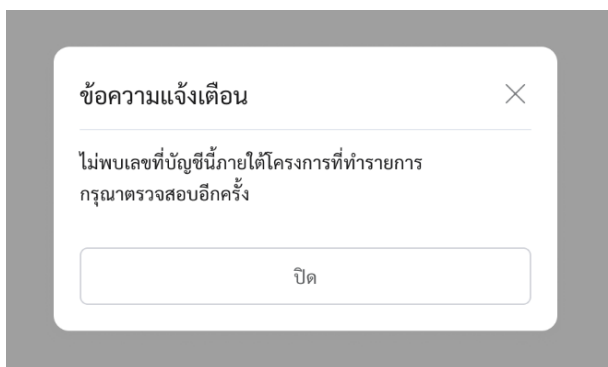 ข้อความแจ้งเตือน
ไม่พบเลขที่บัญชีนี้ภายใต้โครงการที่ทำรายการ
กรุณาตรวจสอบอีกครั้ง
ปิด